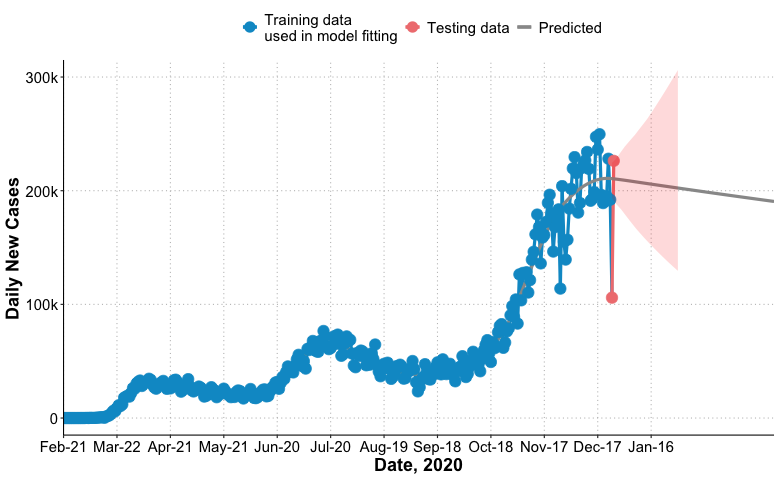 Training data
used in model fitting
Testing data
Predicted
Daily New Cases
300k
200k
100k
0
Feb-21 Mar-22 Apr-21 May-21 Jun-20 Jul-20 Aug-19 Sep-18 Oct-18 Nov-17 Dec-17 Jan-16
Date, 2020